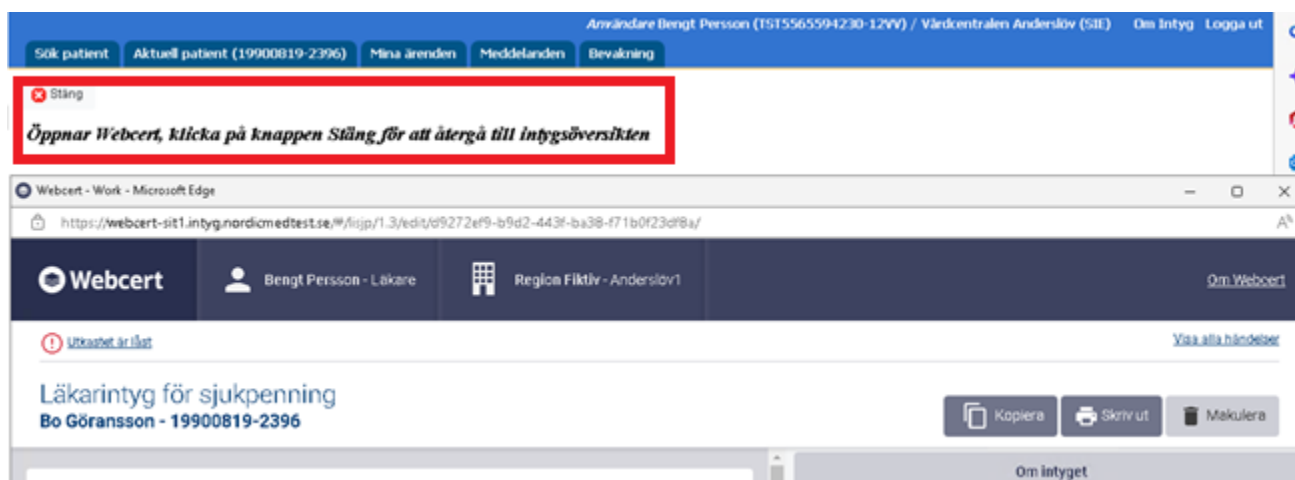 Användare Bengt Persson (TST5565594230-12VV) / Vårdcentralen Anderslöv (SIE) Om Intyg Logga ut
Sök patient Aktuell patient (19900819-2396) Mina ärenden Meddelanden Bevakning
Stäng
Öppnar Webcert, klicka på knappen Stäng för att återgå till intygsöversikten
Webcert - Work - Microsoft Edge
https://webcert-sit1.intyg.nordicmedtest.se/#/lisjp/1.3/edit/d9272ef9-b9d2-443f-ba38-f71b0f23df8a/
Webcert Bengt Persson - Läkare Region Fiktiv - Anderslöv1 Om Webcert
Utkastet är låst Visa alla händelser
Läkarintyg för sjukpenning
Bo Göransson - 19900819-2396
Kopiera Skriv ut Makulera
Om intyget